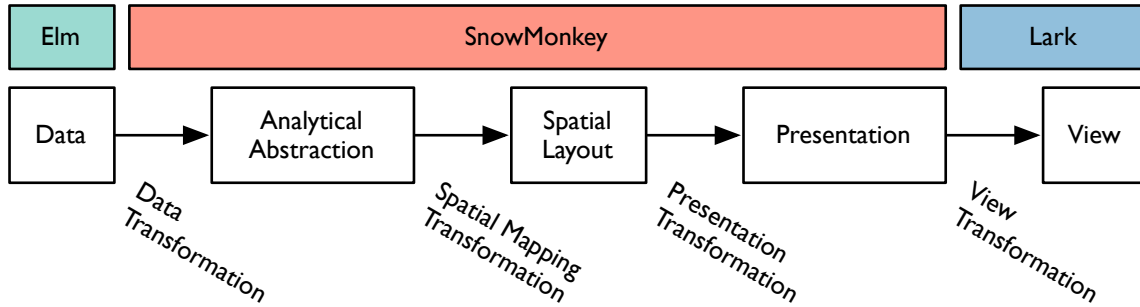 Elm
SnowMonkey
Lark
Data
Analytical
Abstraction
Spatial
Layout
Presentation
View
Data
Transformation
Spatial Mapping
Transformation
Presentation
Transformation
View
Transformation